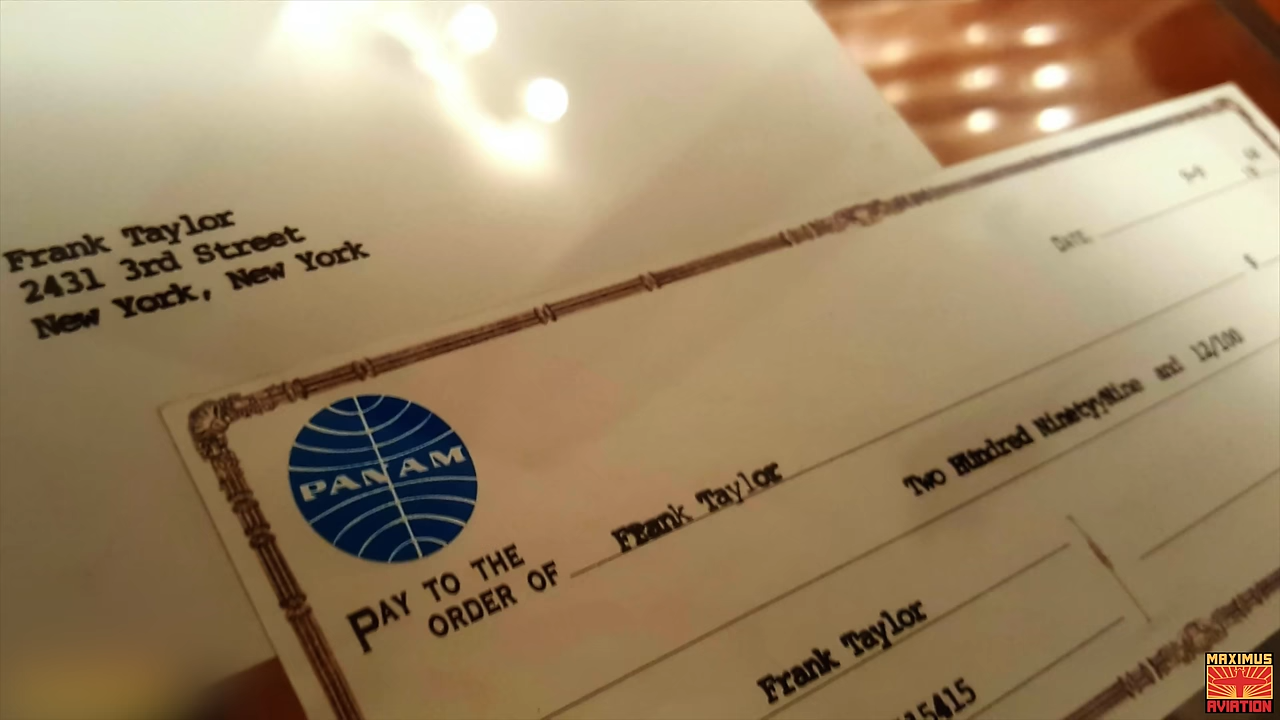 Frank Taylor
2431 3rd Street
New York, New York
DATE
$
PAN AM
PAY TO THE
ORDER OF
FRank Taylor
Two Hundred Ninety-Nine and 12/100
Frank Taylor
15415
MAXIMUS
AVIATION